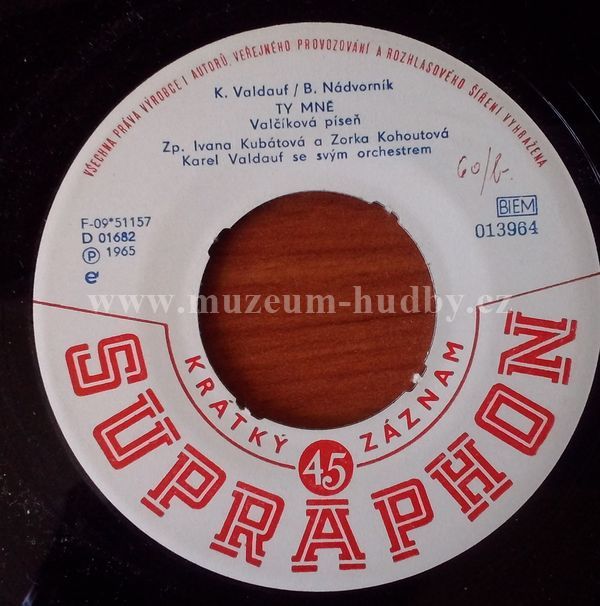 VŠECHNA PRÁVA VÝROBCE I AUTORŮ, VEŘEJNÉHO PROVOZOVÁNÍ A ROZHLASOVÉHO ŠÍŘENÍ VYHRAŽENA
K. Valdauf / B. Nádvorník
TY MNĚ
Valčíková píseň
Zp. Ivana Kubátová a Zorka Kohoutová
Karel Valdauf se svým orchestrem
F-09*51157
D 01682
Ⓟ 1965
BIEM
013964
www.muzeum-hudby.cz
KRÁTKÝ 45 ZÁZNAM
SUPRAPHON